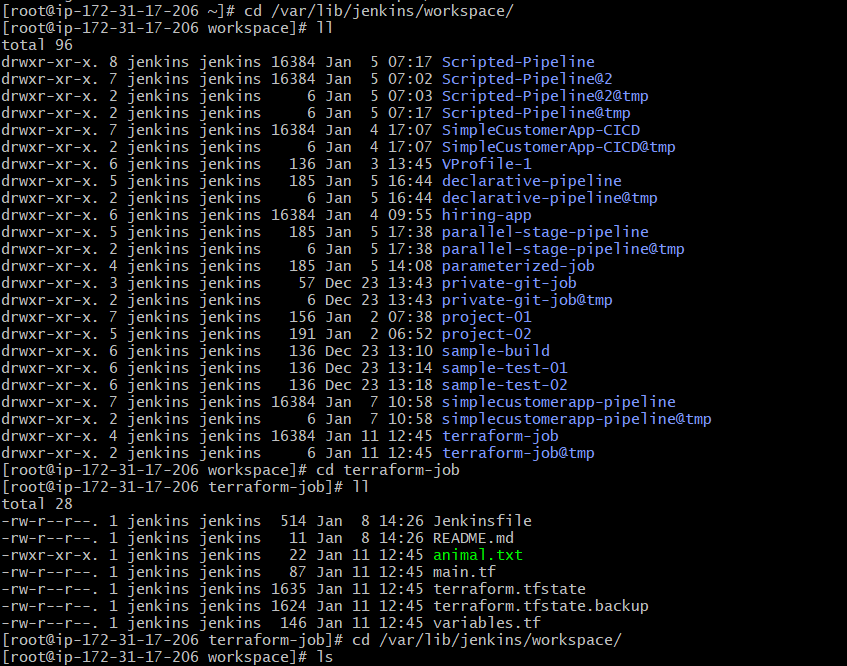 [root@ip-172-31-17-206 ~]# cd /var/lib/jenkins/workspace/
[root@ip-172-31-17-206 workspace]# ll
total 96
drwxr-xr-x. 8 jenkins jenkins 16384 Jan  5 07:17 Scripted-Pipeline
drwxr-xr-x. 7 jenkins jenkins 16384 Jan  5 07:02 Scripted-Pipeline@2
drwxr-xr-x. 2 jenkins jenkins     6 Jan  5 07:03 Scripted-Pipeline@2@tmp
drwxr-xr-x. 2 jenkins jenkins     6 Jan  5 07:17 Scripted-Pipeline@tmp
drwxr-xr-x. 7 jenkins jenkins 16384 Jan  4 17:07 SimpleCustomerApp-CICD
drwxr-xr-x. 2 jenkins jenkins     6 Jan  4 17:07 SimpleCustomerApp-CICD@tmp
drwxr-xr-x. 6 jenkins jenkins   136 Jan  3 13:45 VProfile-1
drwxr-xr-x. 5 jenkins jenkins   185 Jan  5 16:44 declarative-pipeline
drwxr-xr-x. 2 jenkins jenkins     6 Jan  5 16:44 declarative-pipeline@tmp
drwxr-xr-x. 6 jenkins jenkins 16384 Jan  4 09:55 hiring-app
drwxr-xr-x. 5 jenkins jenkins   185 Jan  5 17:38 parallel-stage-pipeline
drwxr-xr-x. 2 jenkins jenkins     6 Jan  5 17:38 parallel-stage-pipeline@tmp
drwxr-xr-x. 4 jenkins jenkins   185 Jan  5 14:08 parameterized-job
drwxr-xr-x. 3 jenkins jenkins    57 Dec 23 13:43 private-git-job
drwxr-xr-x. 2 jenkins jenkins     6 Dec 23 13:43 private-git-job@tmp
drwxr-xr-x. 7 jenkins jenkins   156 Jan  2 07:38 project-01
drwxr-xr-x. 5 jenkins jenkins   191 Jan  2 06:52 project-02
drwxr-xr-x. 6 jenkins jenkins   136 Dec 23 13:10 sample-build
drwxr-xr-x. 6 jenkins jenkins   136 Dec 23 13:14 sample-test-01
drwxr-xr-x. 6 jenkins jenkins   136 Dec 23 13:18 sample-test-02
drwxr-xr-x. 7 jenkins jenkins 16384 Jan  7 10:58 simplecustomerapp-pipeline
drwxr-xr-x. 2 jenkins jenkins     6 Jan  7 10:58 simplecustomerapp-pipeline@tmp
drwxr-xr-x. 4 jenkins jenkins 16384 Jan 11 12:45 terraform-job
drwxr-xr-x. 2 jenkins jenkins     6 Jan 11 12:45 terraform-job@tmp
[root@ip-172-31-17-206 workspace]# cd terraform-job
[root@ip-172-31-17-206 terraform-job]# ll
total 28
-rw-r--r--. 1 jenkins jenkins  514 Jan  8 14:26 Jenkinsfile
-rw-r--r--. 1 jenkins jenkins   11 Jan  8 14:26 README.md
-rwxr-xr-x. 1 jenkins jenkins   22 Jan 11 12:45 animal.txt
-rw-r--r--. 1 jenkins jenkins   87 Jan 11 12:45 main.tf
-rw-r--r--. 1 jenkins jenkins 1635 Jan 11 12:45 terraform.tfstate
-rw-r--r--. 1 jenkins jenkins 1624 Jan 11 12:45 terraform.tfstate.backup
-rw-r--r--. 1 jenkins jenkins  146 Jan 11 12:45 variables.tf
[root@ip-172-31-17-206 terraform-job]# cd /var/lib/jenkins/workspace/
[root@ip-172-31-17-206 workspace]# ls